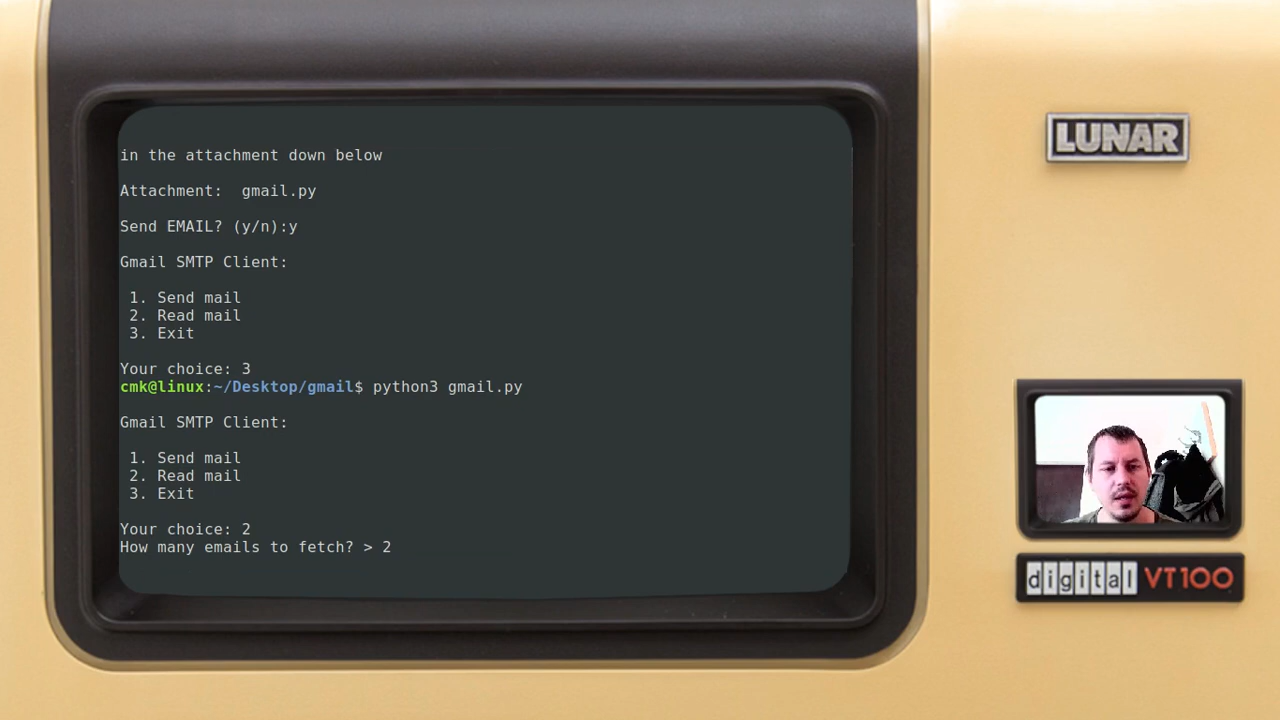 in the attachment down below
Attachment:  gmail.py
Send EMAIL? (y/n):y
Gmail SMTP Client:
1. Send mail
2. Read mail
3. Exit
Your choice: 3
cmk@linux:~/Desktop/gmail$ python3 gmail.py
Gmail SMTP Client:
1. Send mail
2. Read mail
3. Exit
Your choice: 2
How many emails to fetch? > 2
LUNAR
digital VT100